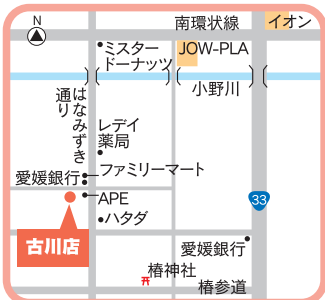 N
南環状線
イオン
ミスター
ドーナッツ
JOW-PLA
小野川
はなみずき
通り
レデイ
薬局
ファミリーマート
愛媛銀行
APE
33
ハタダ
古川店
愛媛銀行
椿神社
椿参道